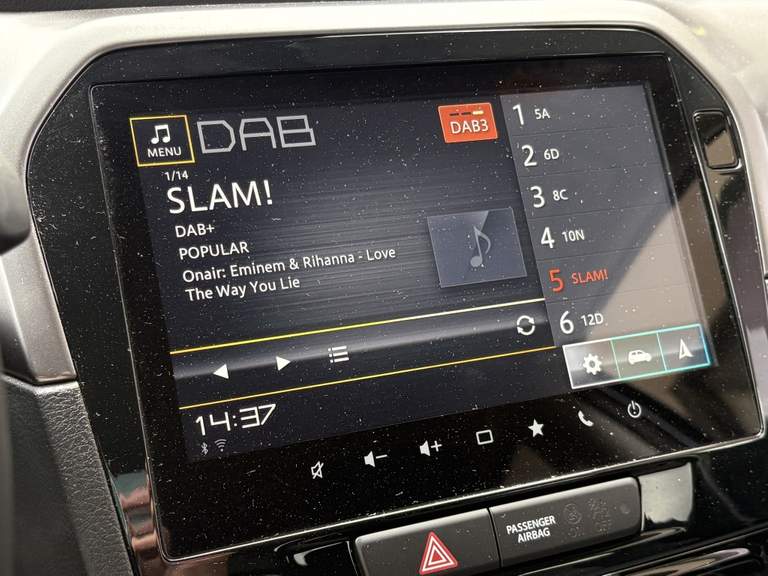 MENU
DAB
DAB3
1/14
SLAM!
DAB+
POPULAR
Onair: Eminem & Rihanna - Love
The Way You Lie
1 5A
2 6D
3 8C
4 10N
5 SLAM!
6 12D
14:37
PASSENGER
AIRBAG